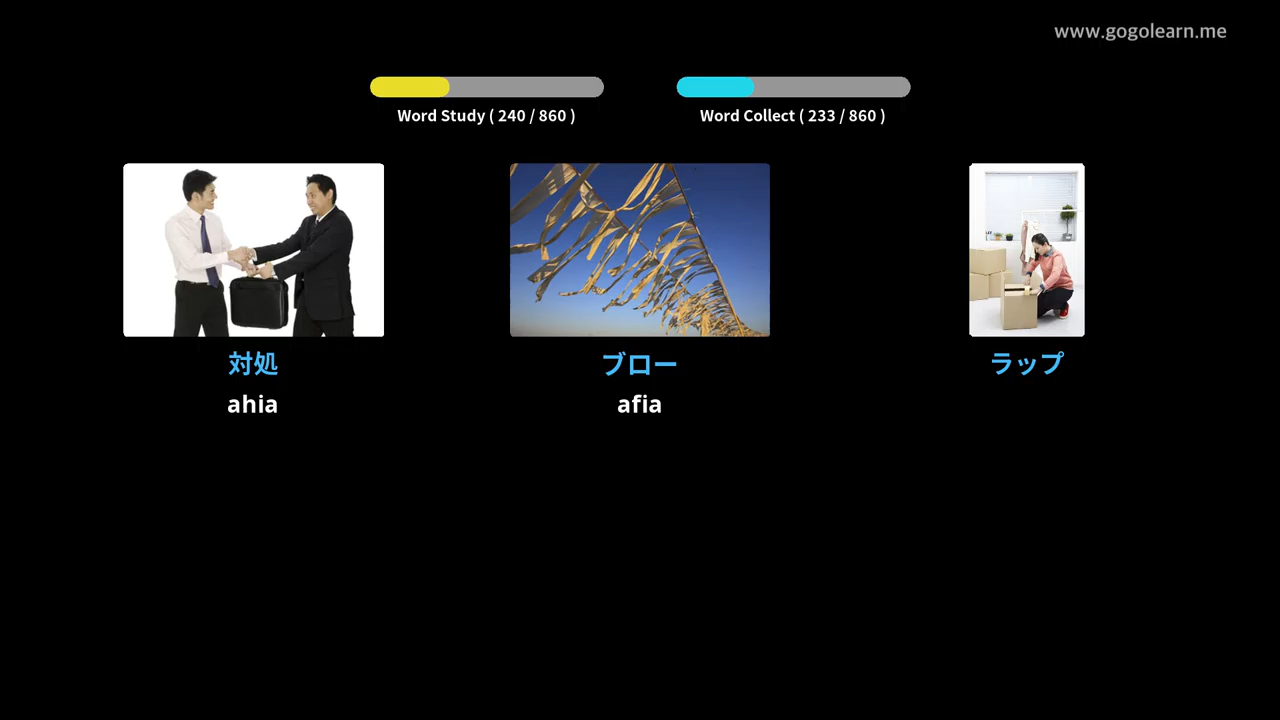 www.gogolearn.me
Word Study ( 240 / 860 )
Word Collect ( 233 / 860 )
対処
ブロー
ラップ
ahia
afia